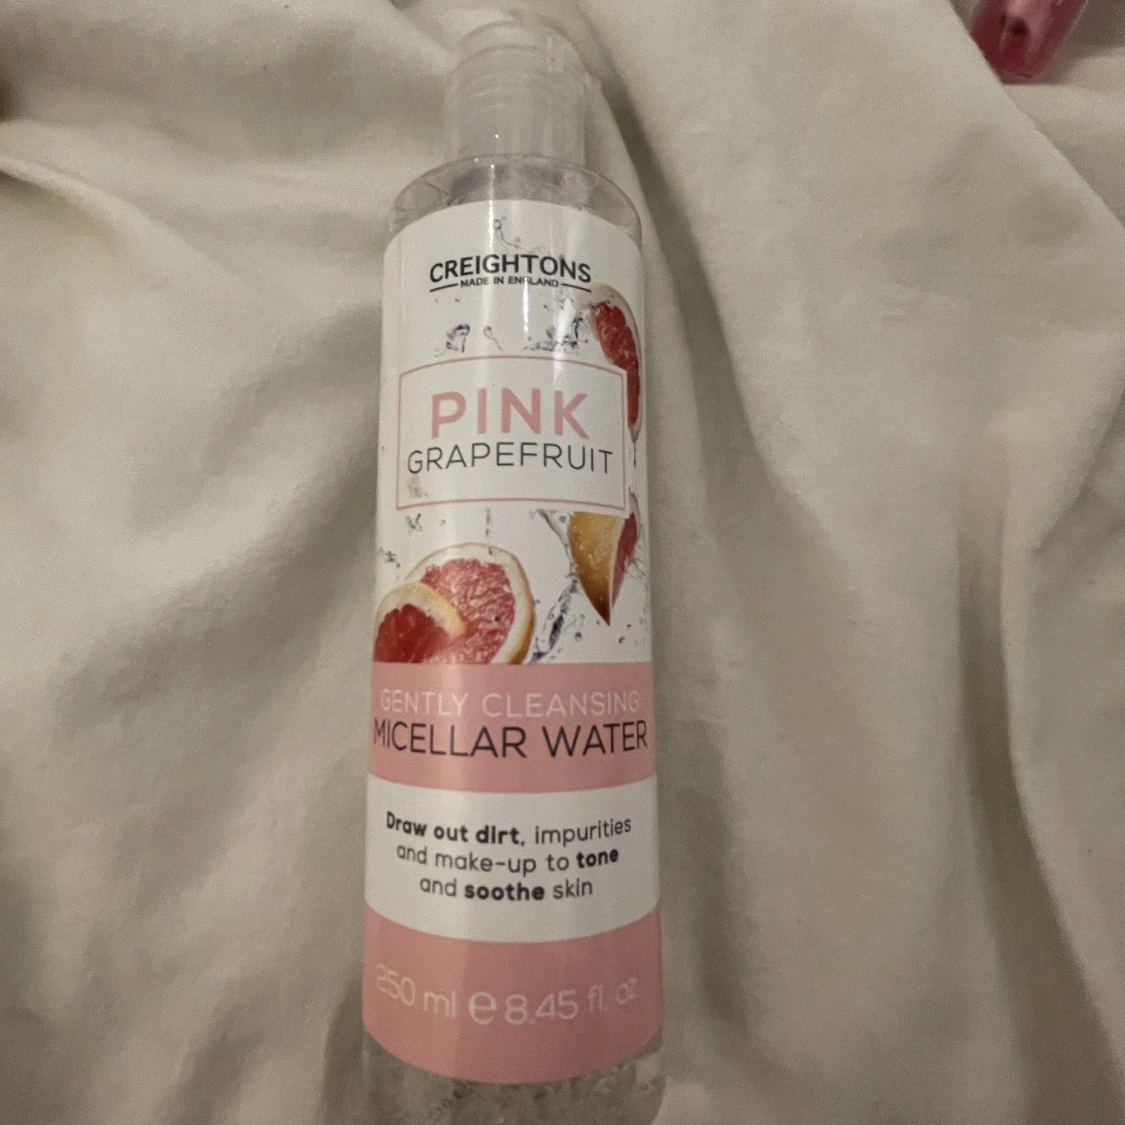 CREIGHTONS
MADE IN ENGLAND
PINK
GRAPEFRUIT
GENTLY CLEANSING
MICELLAR WATER
Draw out dirt, impurities
and make-up to tone
and soothe skin
250 ml e 8.45 fl. oz